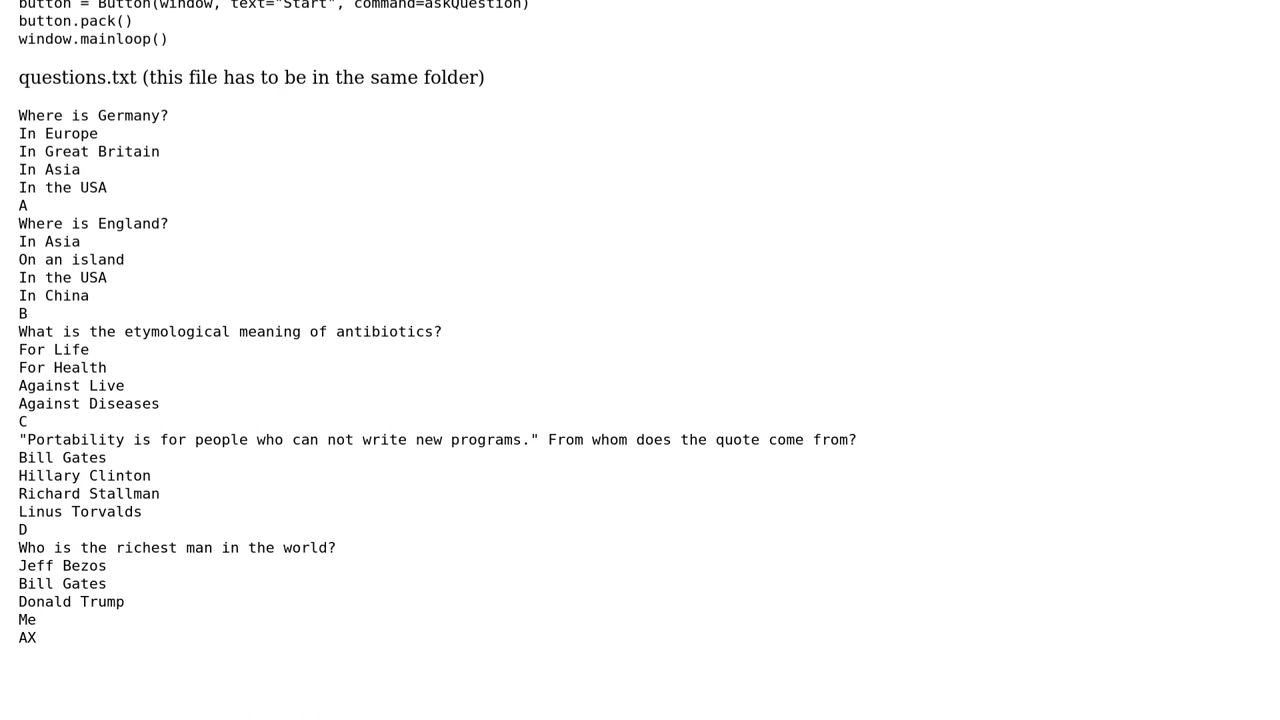 button = Button(window, text="Start", command=askQuestion)
button.pack()
window.mainloop()
questions.txt (this file has to be in the same folder)
Where is Germany?
In Europe
In Great Britain
In Asia
In the USA
A
Where is England?
In Asia
On an island
In the USA
In China
B
What is the etymological meaning of antibiotics?
For Life
For Health
Against Live
Against Diseases
C
"Portability is for people who can not write new programs." From whom does the quote come from?
Bill Gates
Hillary Clinton
Richard Stallman
Linus Torvalds
D
Who is the richest man in the world?
Jeff Bezos
Bill Gates
Donald Trump
Me
AX